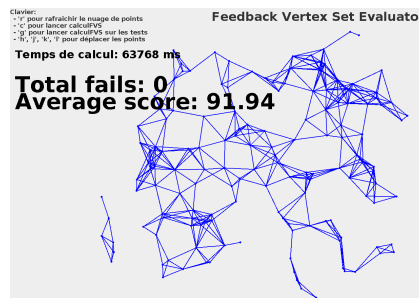 Clavier:
- 'r' pour rafraichir le nuage de points
- 'c' pour lancer calculFVS
- 'g' pour lancer calculFVS sur les tests
- 'h', 'j', 'k', 'l' pour déplacer les points
Feedback Vertex Set Evaluato
Temps de calcul: 63768 ms
Total fails: 0
Average score: 91.94